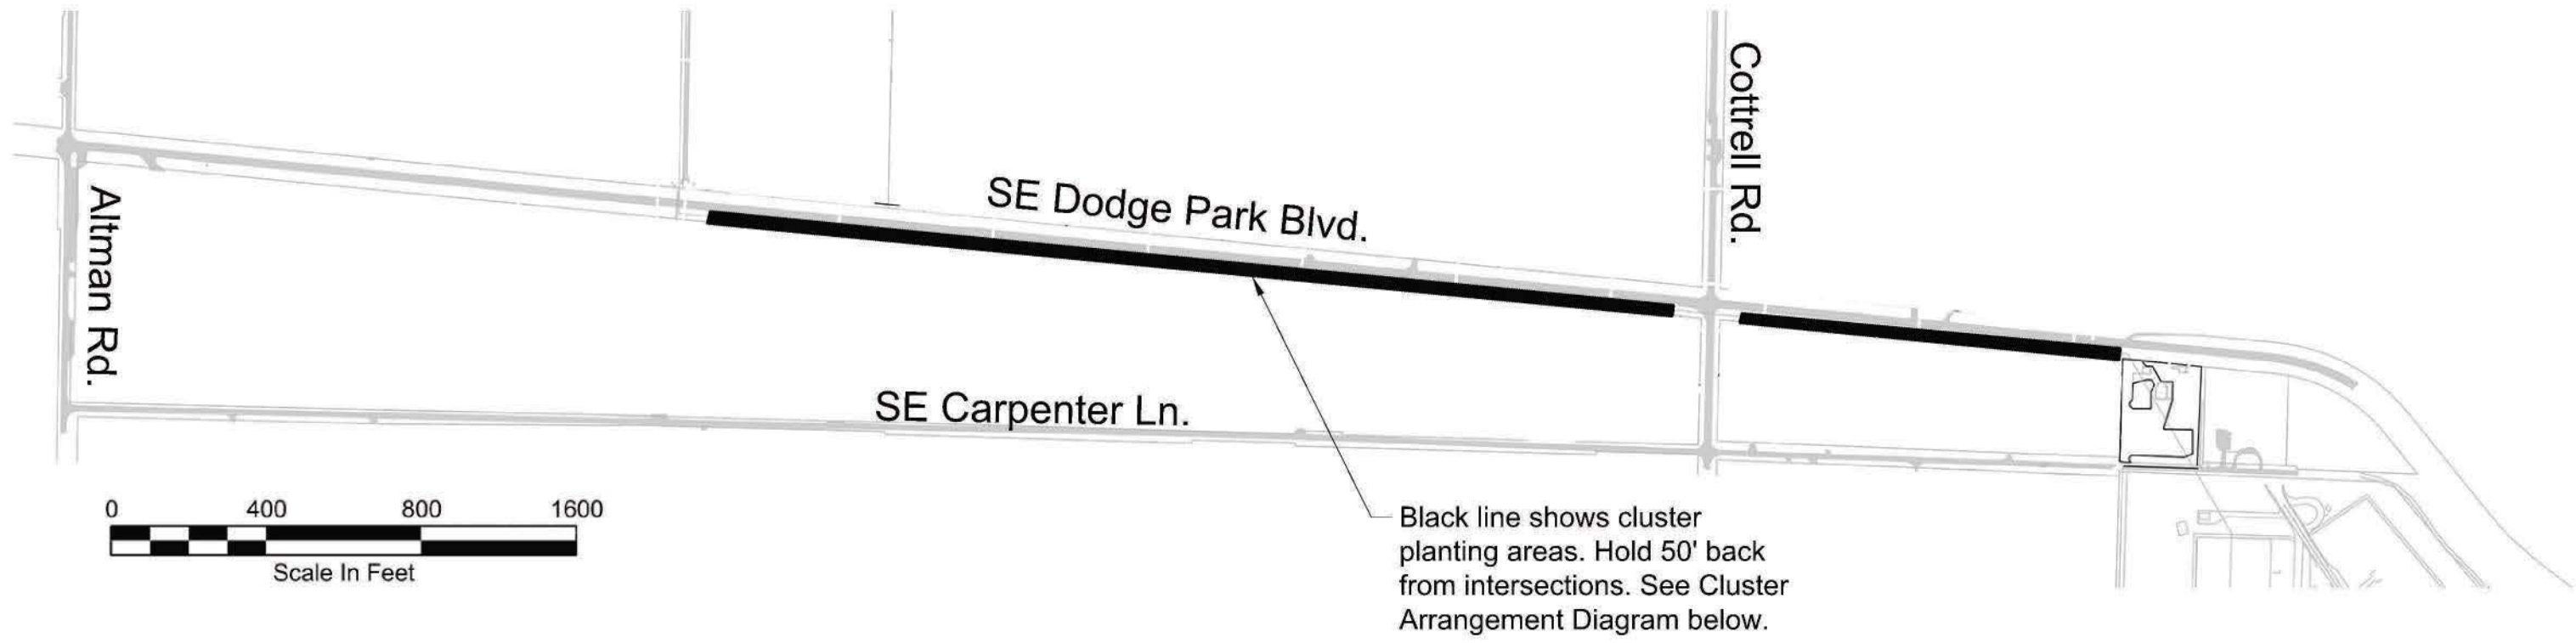 Cottrell Rd.
SE Dodge Park Blvd.
Altman Rd.
SE Carpenter Ln.
0 400 800 1600
Scale In Feet
Black line shows cluster
planting areas. Hold 50' back
from intersections. See Cluster
Arrangement Diagram below.